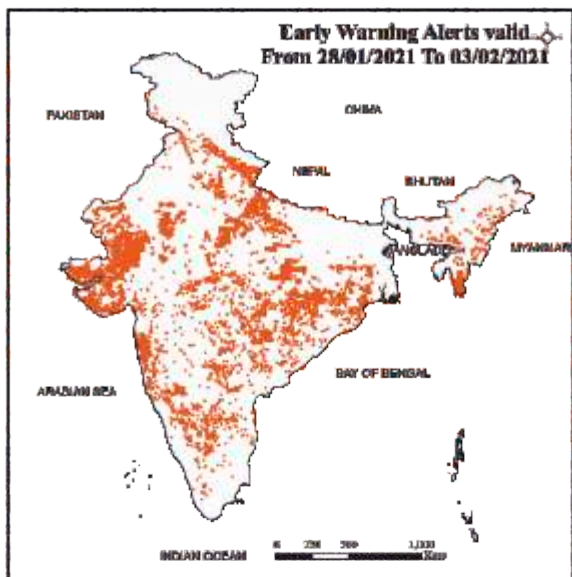 Early Warning Alerts valid
From 28/01/2021 To 03/02/2021
PAKISTAN
CHINA
NEPAL
BHUTAN
MYANMAR
ARABIAN SEA
BAY OF BENGAL
INDIAN OCEAN
0 250 500 1,000
Kms